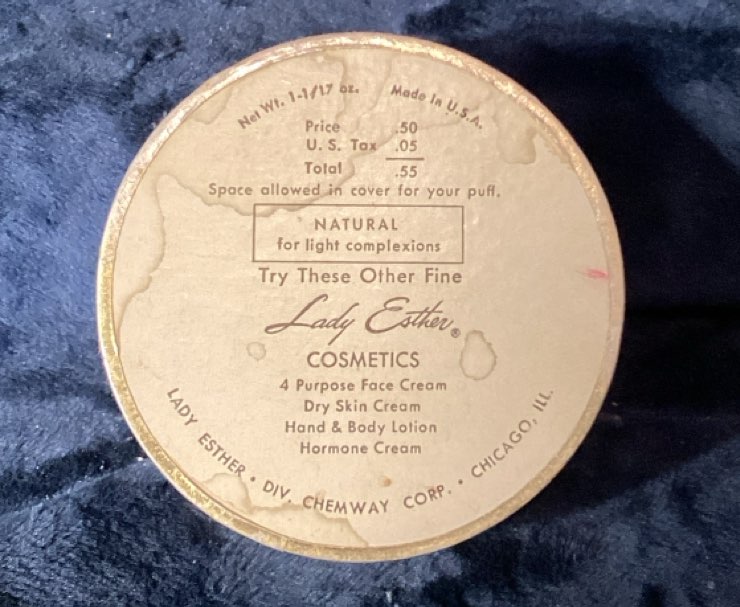 Net Wt. 1-1/17 oz. Made in U.S.A.
Price .50
U. S. Tax .05
Total .55
Space allowed in cover for your puff.
NATURAL
for light complexions
Try These Other Fine
Lady Esther®
COSMETICS
4 Purpose Face Cream
Dry Skin Cream
Hand & Body Lotion
Hormone Cream
LADY ESTHER • DIV. CHEMWAY CORP. • CHICAGO, ILL.